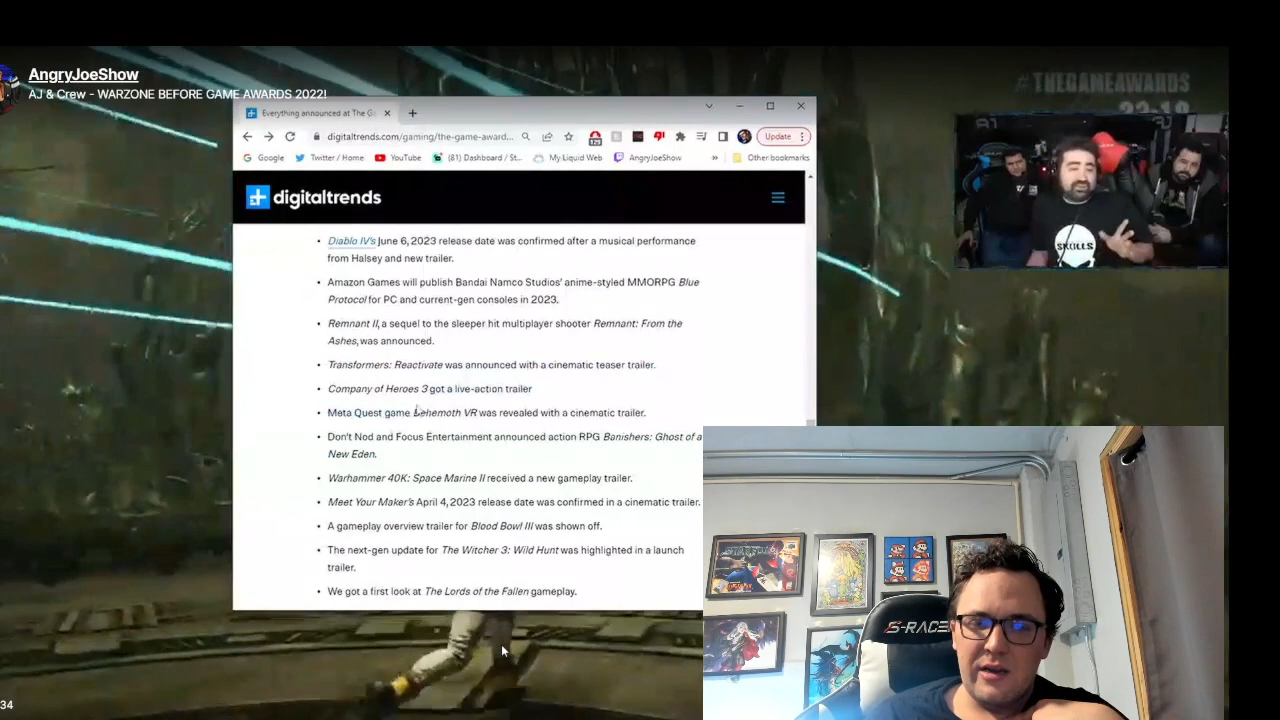 AngryJoeShow
AJ & Crew - WARZONE BEFORE GAME AWARDS 2022!
#THEGAMEAWARDS
Everything announced at The Ga
digitaltrends.com/gaming/the-game-award...
125
Update
Google
Twitter / Home
YouTube
(81) Dashboard / St...
My Liquid Web
AngryJoeShow
»
Other bookmarks
digitaltrends
• Diablo IV's June 6, 2023 release date was confirmed after a musical performance
from Halsey and new trailer.
• Amazon Games will publish Bandai Namco Studios' anime-styled MMORPG Blue
Protocol for PC and current-gen consoles in 2023.
• Remnant II, a sequel to the sleeper hit multiplayer shooter Remnant: From the
Ashes, was announced.
• Transformers: Reactivate was announced with a cinematic teaser trailer.
• Company of Heroes 3 got a live-action trailer
• Meta Quest game Behemoth VR was revealed with a cinematic trailer.
• Don't Nod and Focus Entertainment announced action RPG Banishers: Ghost of a
New Eden.
• Warhammer 40K: Space Marine II received a new gameplay trailer.
• Meet Your Maker's April 4, 2023 release date was confirmed in a cinematic trailer.
• A gameplay overview trailer for Blood Bowl III was shown off.
• The next-gen update for The Witcher 3: Wild Hunt was highlighted in a launch
trailer.
• We got a first look at The Lords of the Fallen gameplay.
SKULLS
STARFOX
S-RACE
34